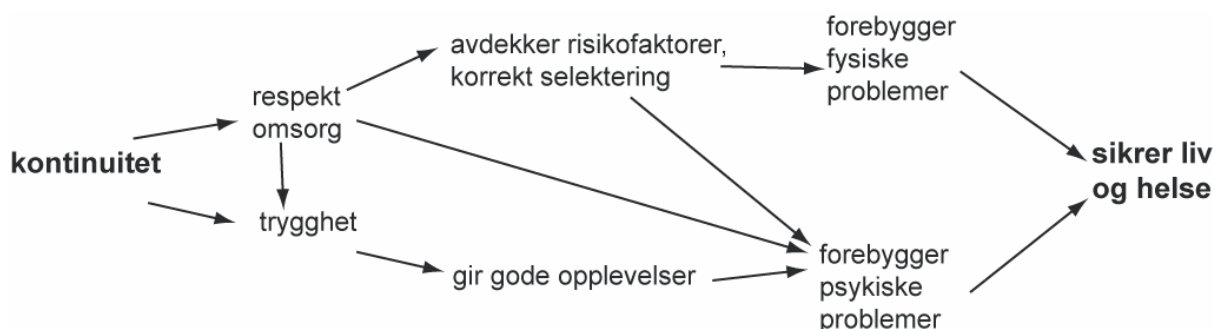 kontinuitet
respekt
omsorg
trygghet
avdekker risikofaktorer,
korrekt selektering
gir gode opplevelser
forebygger
fysiske
problemer
forebygger
psykiske
problemer
sikrer liv
og helse